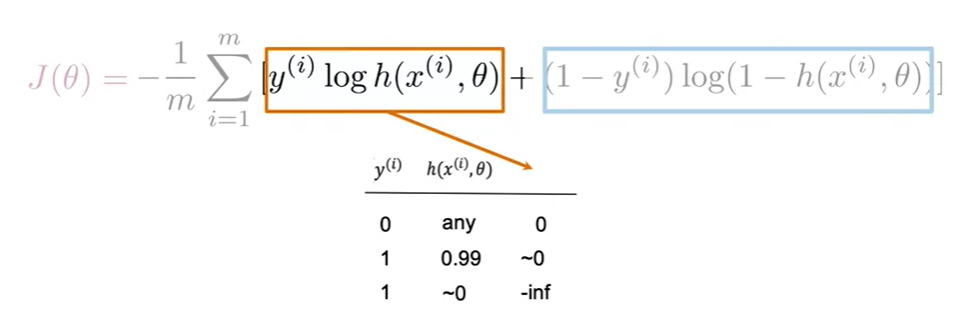 J(θ) = −1/m ∑_{i=1}^{m} [y^{(i)} log h(x^{(i)}, θ) + (1 − y^{(i)}) log(1 − h(x^{(i)}, θ))]
y^{(i)} h(x^{(i)},θ)
0 any 0
1 0.99 ~0
1 ~0 -inf